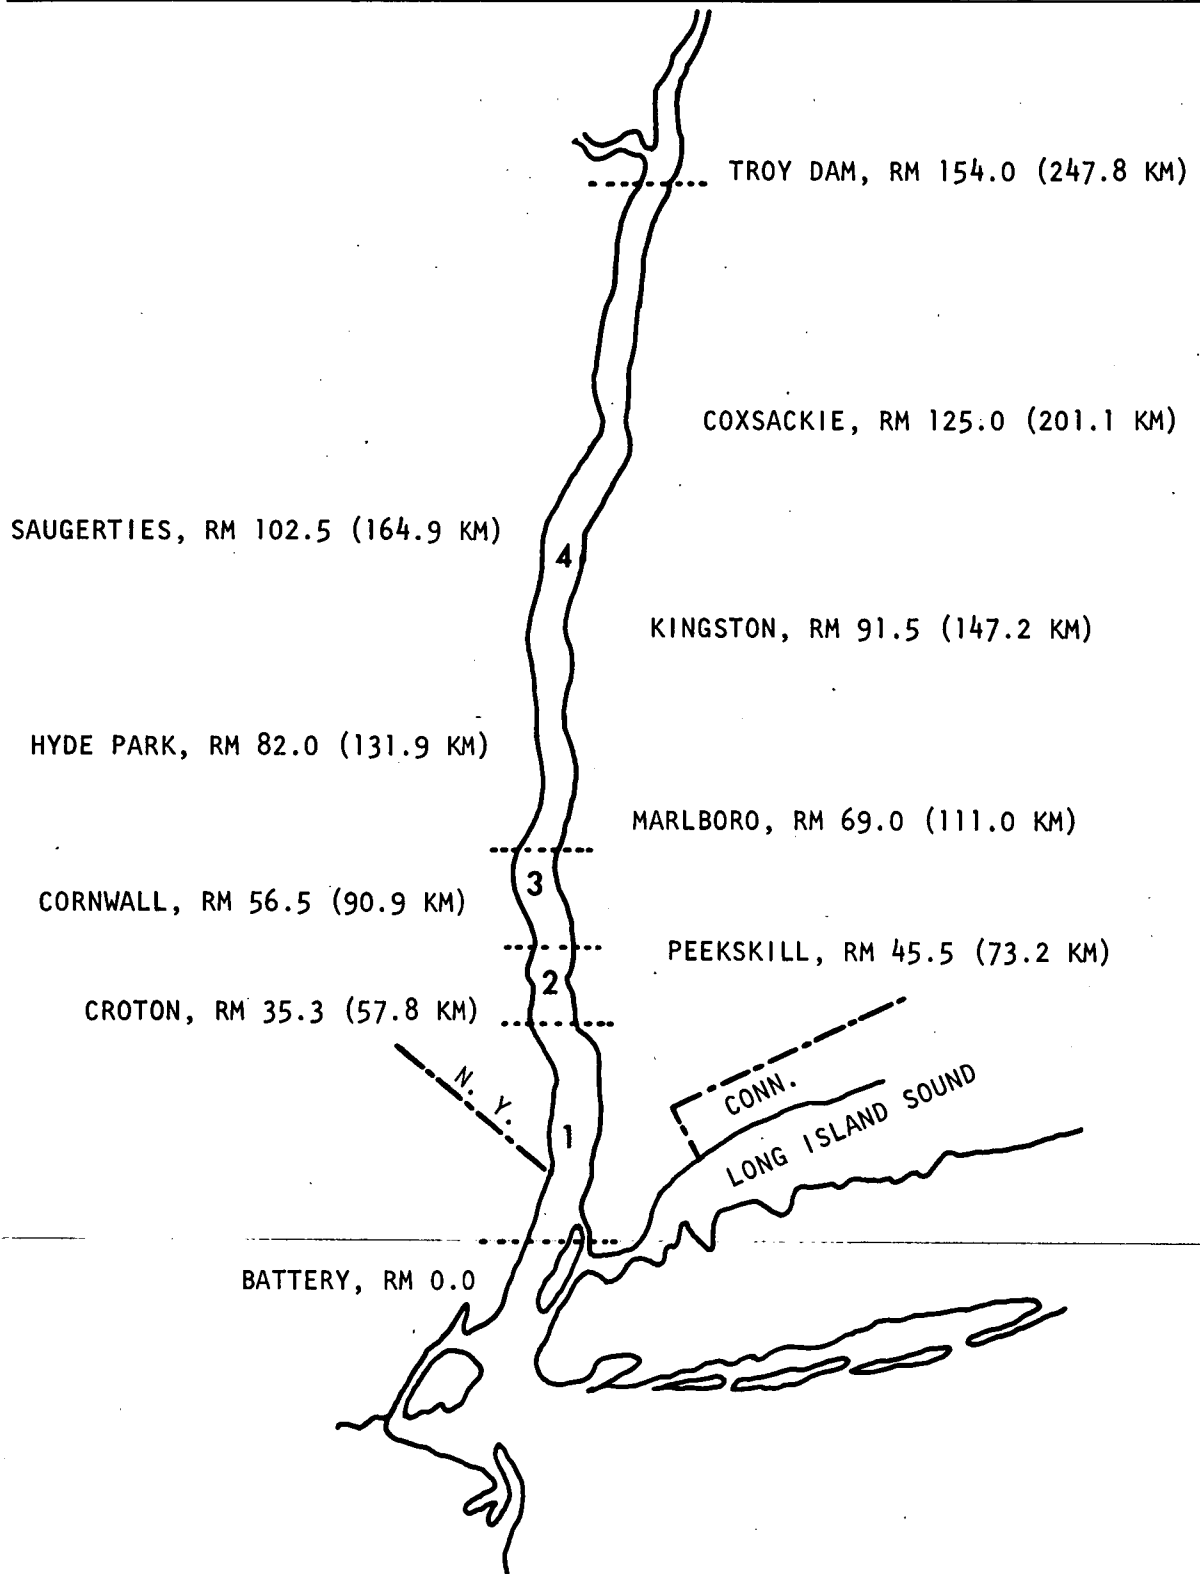 TROY DAM, RM 154.0 (247.8 KM)
COXSACKIE, RM 125.0 (201.1 KM)
SAUGERTIES, RM 102.5 (164.9 KM)
4
KINGSTON, RM 91.5 (147.2 KM)
HYDE PARK, RM 82.0 (131.9 KM)
MARLBORO, RM 69.0 (111.0 KM)
3
CORNWALL, RM 56.5 (90.9 KM)
PEEKSKILL, RM 45.5 (73.2 KM)
2
CROTON, RM 35.3 (57.8 KM)
N. Y.
CONN.
LONG ISLAND SOUND
1
BATTERY, RM 0.0